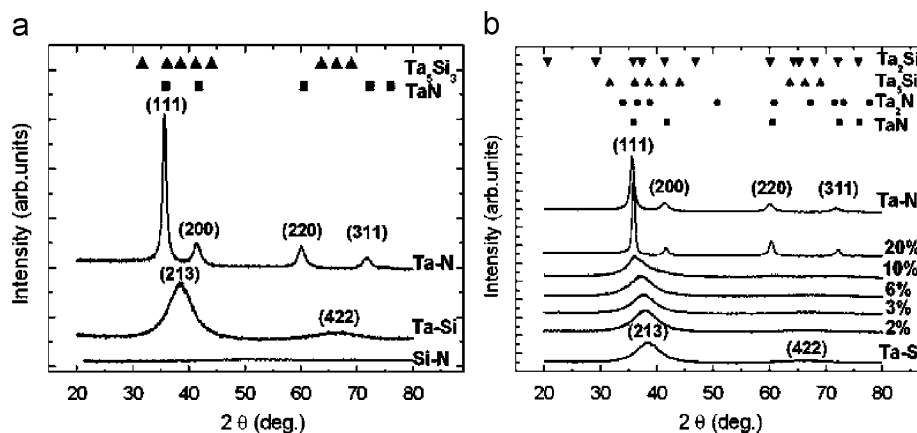 a
Ta5Si3
TaN
(111)
(200)
(220)
(311)
Ta-N
(213)
(422)
Ta-Si
Si-N
Intensity (arb.units)
20 30 40 50 60 70 80
2 θ (deg.)
b
Ta2Si
Ta5Si
Ta2N
TaN
(111)
(200)
(220)
(311)
Ta-N
20%
10%
6%
3%
2%
(213)
(422)
Ta-S
Intensity (arb.units)
20 30 40 50 60 70 80
2 θ (deg.)